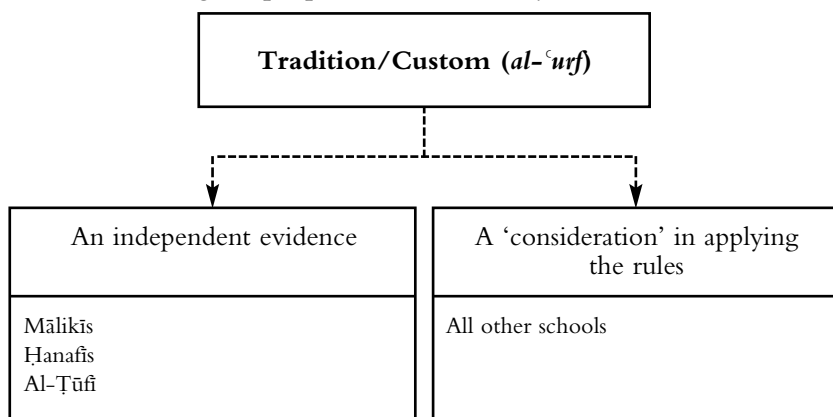 Tradition/Custom (al-ʿurf)
An independent evidence
A ‘consideration’ in applying
the rules
Mālikīs
Ḥanafīs
Al-Ṭūfī
All other schools